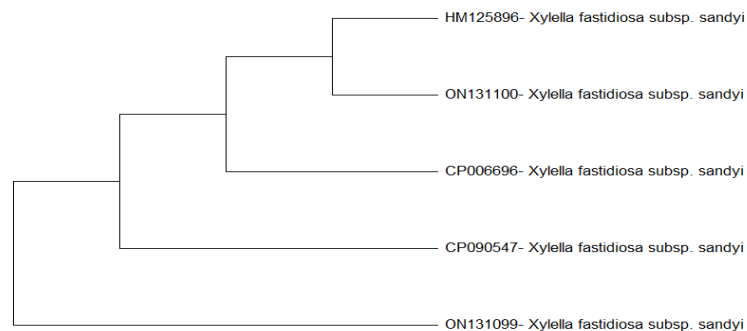 HM125896- Xylella fastidiosa subsp. sandyi
ON131100- Xylella fastidiosa subsp. sandyi
CP006696- Xylella fastidiosa subsp. sandyi
CP090547- Xylella fastidiosa subsp. sandyi
ON131099- Xylella fastidiosa subsp. sandyi